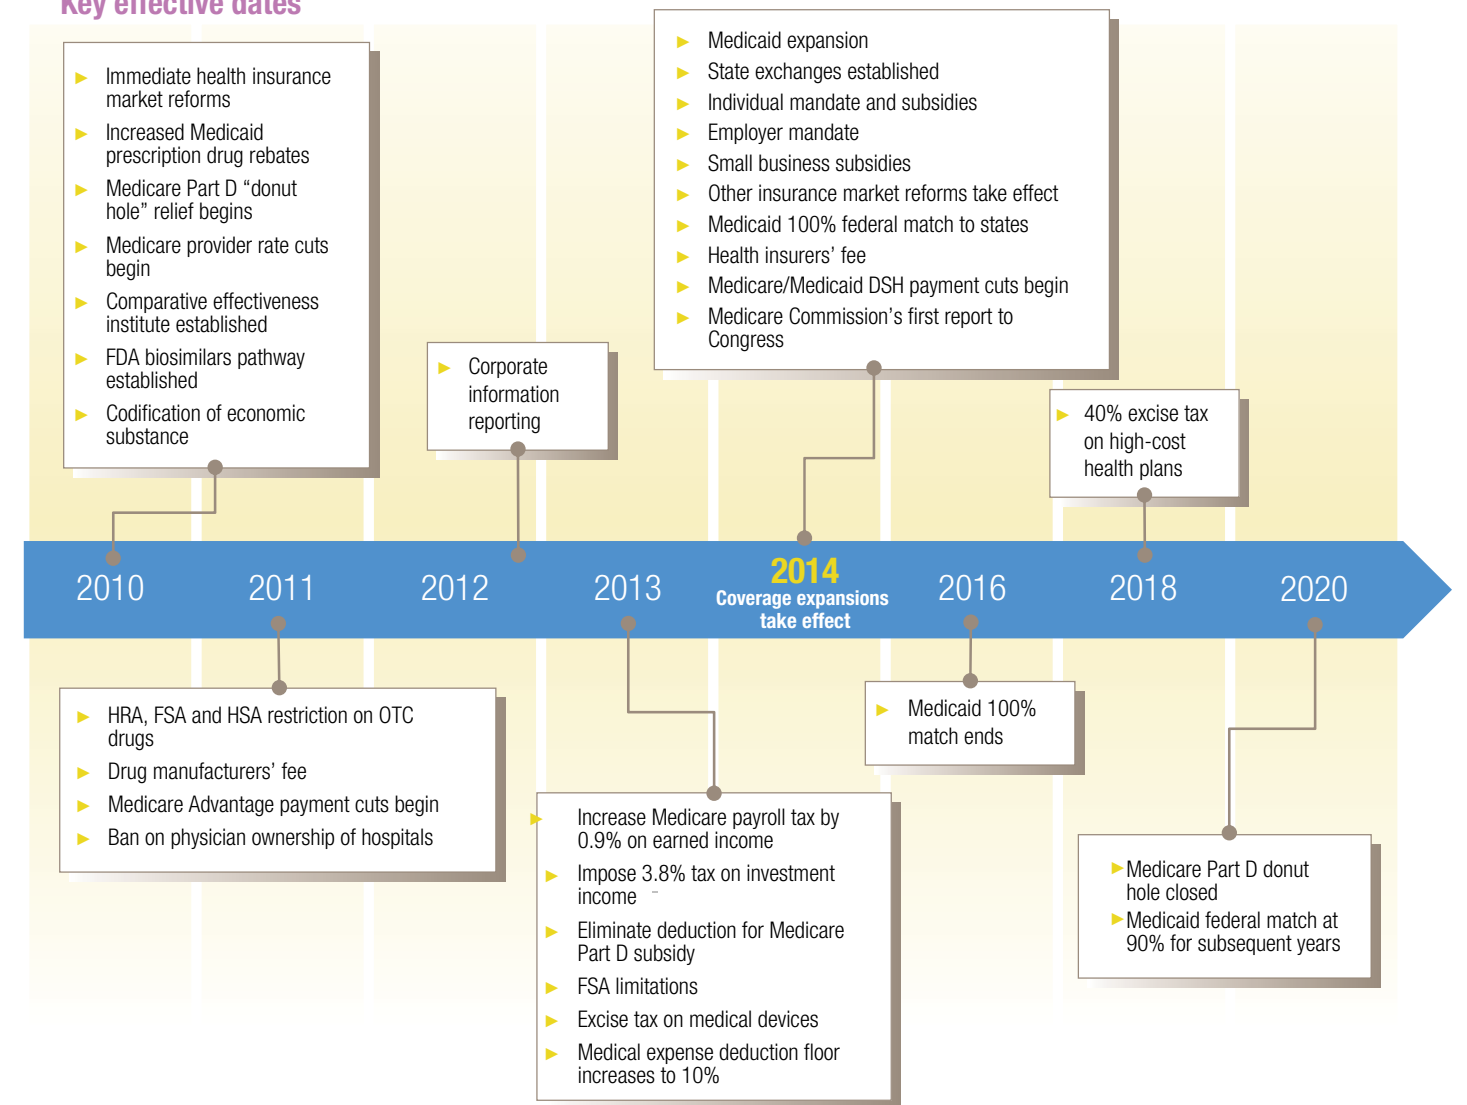 Key effective dates
► Immediate health insurance
market reforms
► Increased Medicaid
prescription drug rebates
► Medicare Part D “donut
hole” relief begins
► Medicare provider rate cuts
begin
► Comparative effectiveness
institute established
► FDA biosimilars pathway
established
► Codification of economic
substance
► Corporate
information
reporting
► Medicaid expansion
► State exchanges established
► Individual mandate and subsidies
► Employer mandate
► Small business subsidies
► Other insurance market reforms take effect
► Medicaid 100% federal match to states
► Health insurers’ fee
► Medicare/Medicaid DSH payment cuts begin
► Medicare Commission’s first report to
Congress
► 40% excise tax
on high-cost
health plans
2010
2011
2012
2013
2014
Coverage expansions
take effect
2016
2018
2020
► HRA, FSA and HSA restriction on OTC
drugs
► Drug manufacturers’ fee
► Medicare Advantage payment cuts begin
► Ban on physician ownership of hospitals
► Increase Medicare payroll tax by
0.9% on earned income
► Impose 3.8% tax on investment
income
► Eliminate deduction for Medicare
Part D subsidy
► FSA limitations
► Excise tax on medical devices
► Medical expense deduction floor
increases to 10%
► Medicaid 100%
match ends
► Medicare Part D donut
hole closed
► Medicaid federal match at
90% for subsequent years